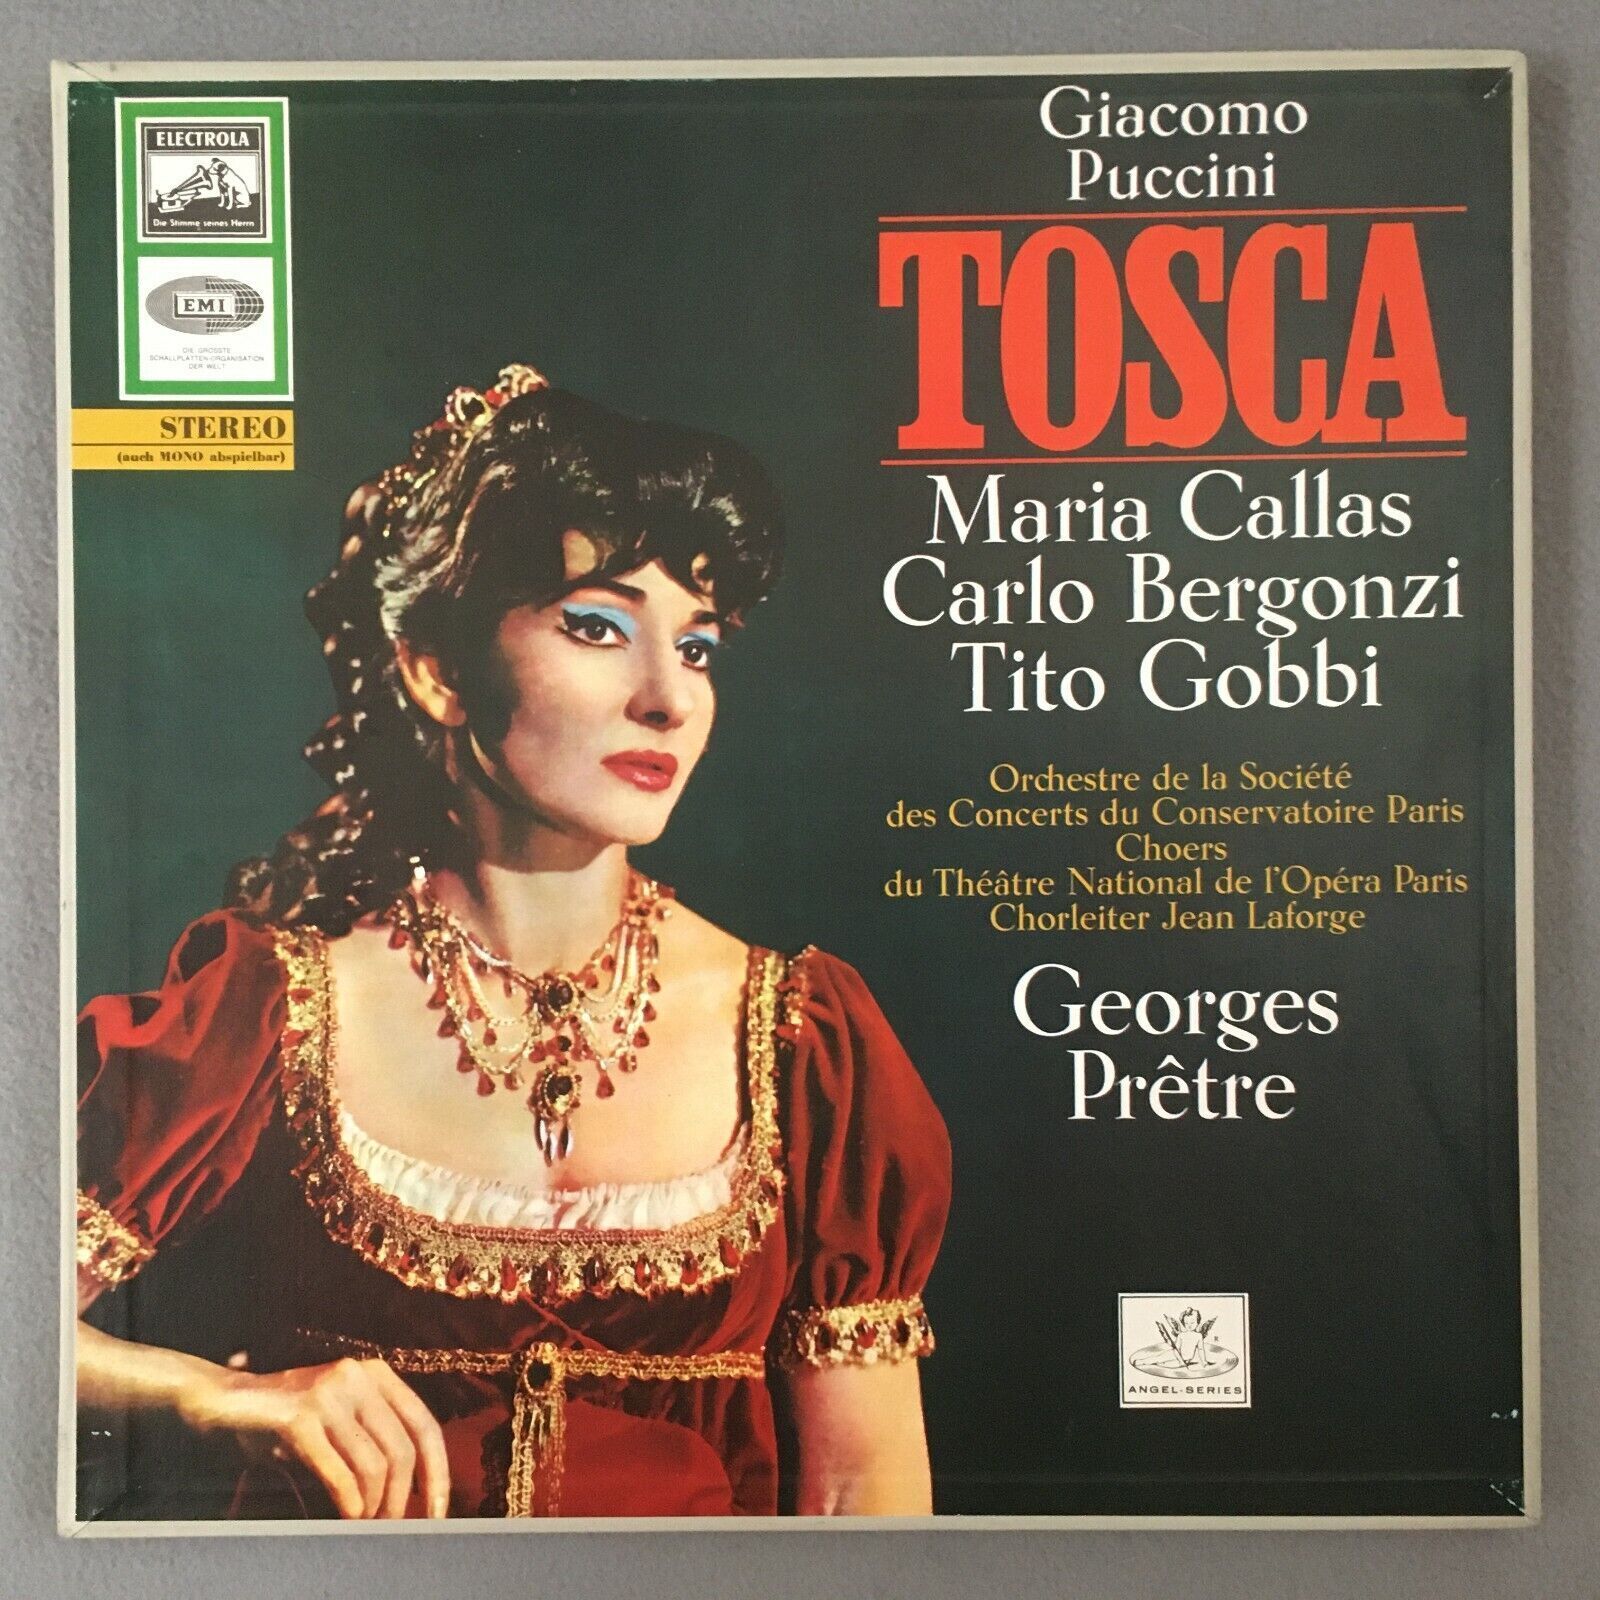 ELECTROLA
Die Stimme seines Herrn
EMI
DIE GRÖSSTE
SCHALLPLATTEN-ORGANISATION
DER WELT
STEREO
(auch MONO abspielbar)
Giacomo
Puccini
TOSCA
Maria Callas
Carlo Bergonzi
Tito Gobbi
Orchestre de la Société
des Concerts du Conservatoire Paris
Choers
du Théâtre National de l'Opéra Paris
Chorleiter Jean Laforge
Georges
Prêtre
®
ANGEL-SERIES